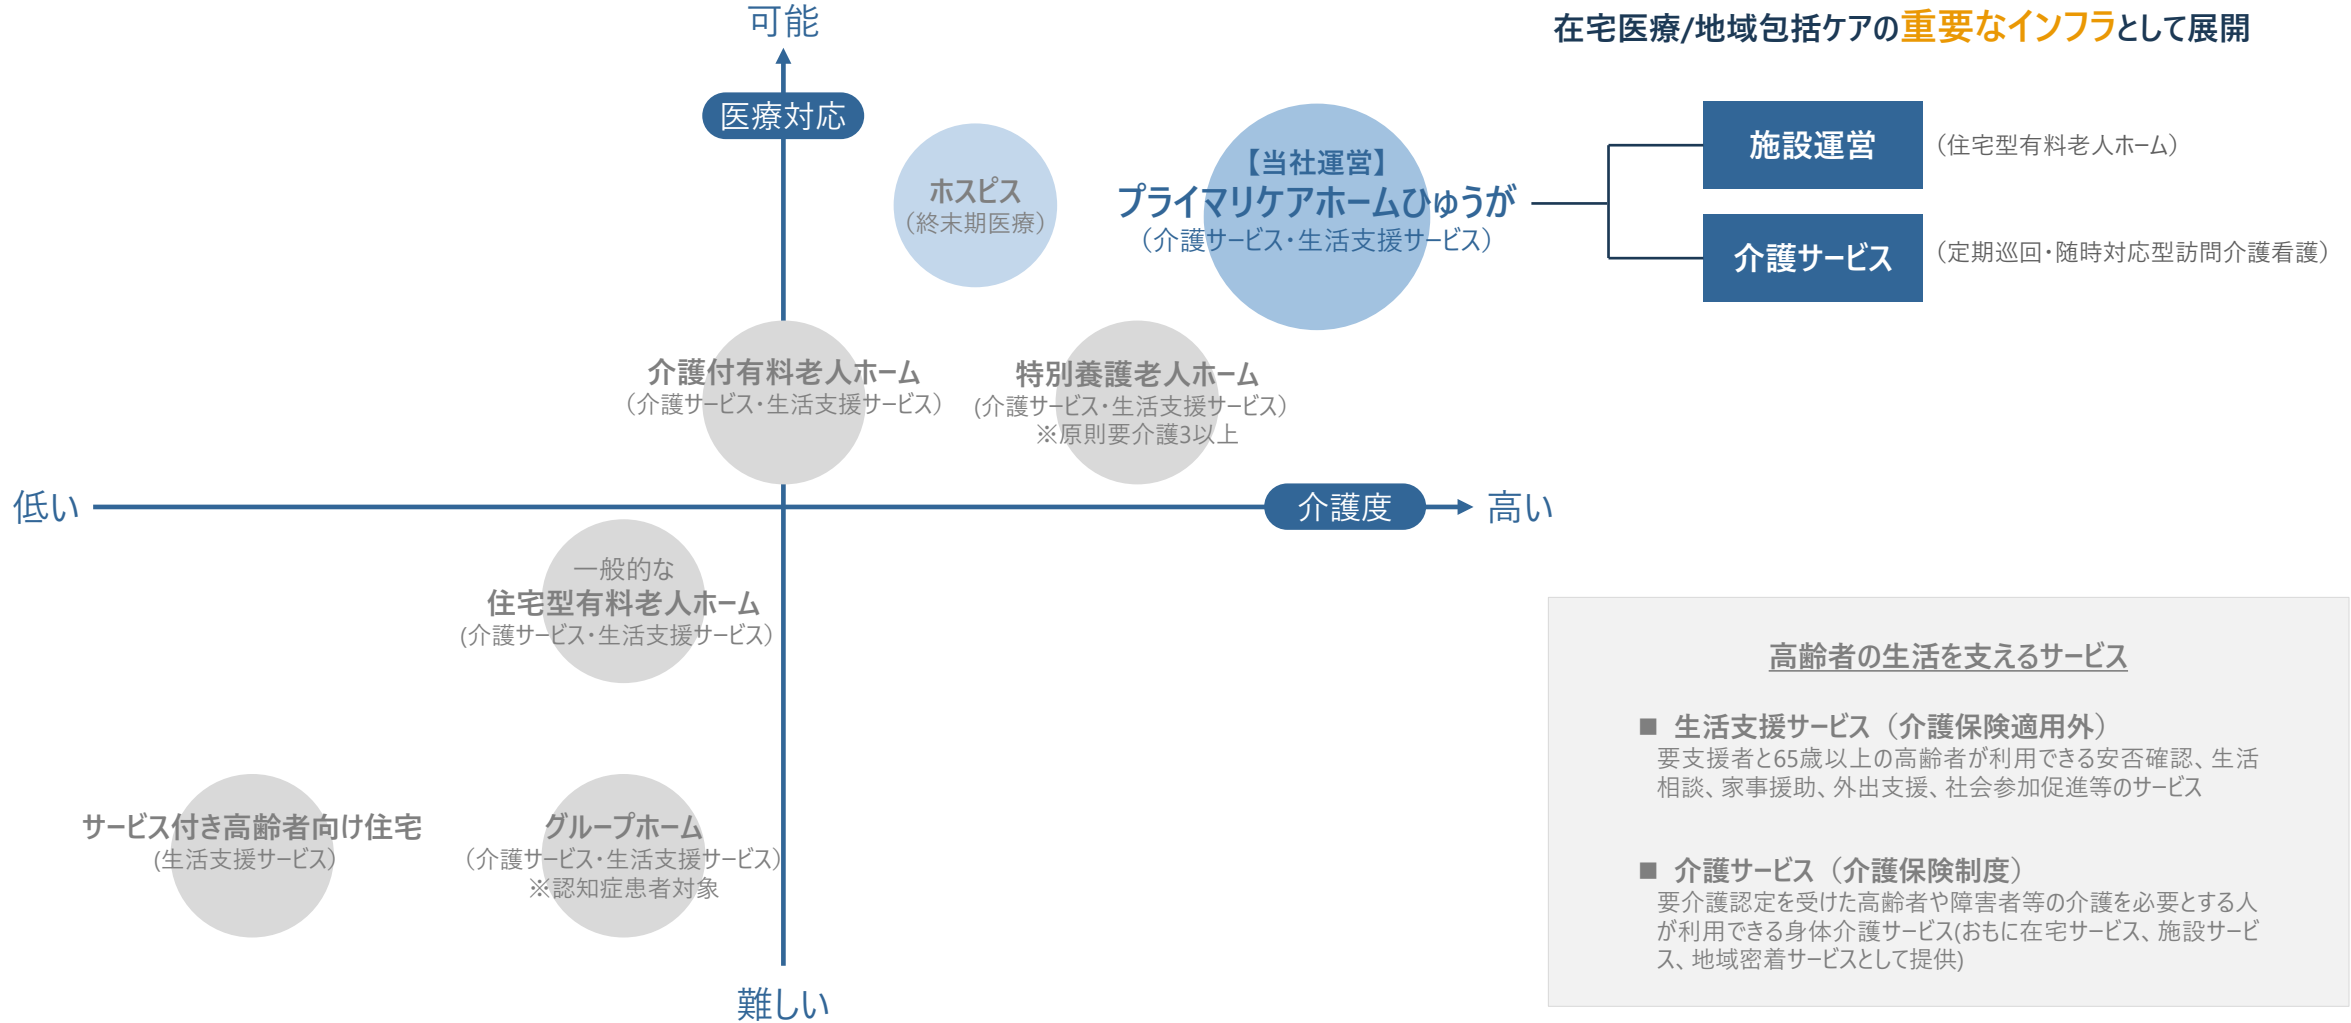 可能
医療対応
在宅医療/地域包括ケアの重要なインフラとして展開
ホスピス
（終末期医療）
【当社運営】
プライマリケアホームひゅうが
（介護サービス・生活支援サービス）
施設運営
（住宅型有料老人ホーム）
介護サービス
（定期巡回・随時対応型訪問介護看護）
介護付有料老人ホーム
（介護サービス・生活支援サービス）
特別養護老人ホーム
(介護サービス・生活支援サービス）
※原則要介護3以上
低い
介護度
高い
一般的な
住宅型有料老人ホーム
(介護サービス・生活支援サービス）
サービス付き高齢者向け住宅
(生活支援サービス）
グループホーム
（介護サービス・生活支援サービス）
※認知症患者対象
難しい
高齢者の生活を支えるサービス
■ 生活支援サービス（介護保険適用外）
要支援者と65歳以上の高齢者が利用できる安否確認、生活
相談、家事援助、外出支援、社会参加促進等のサービス
■ 介護サービス（介護保険制度）
要介護認定を受けた高齢者や障害者等の介護を必要とする人
が利用できる身体介護サービス(おもに在宅サービス、施設サービ
ス、地域密着サービスとして提供)